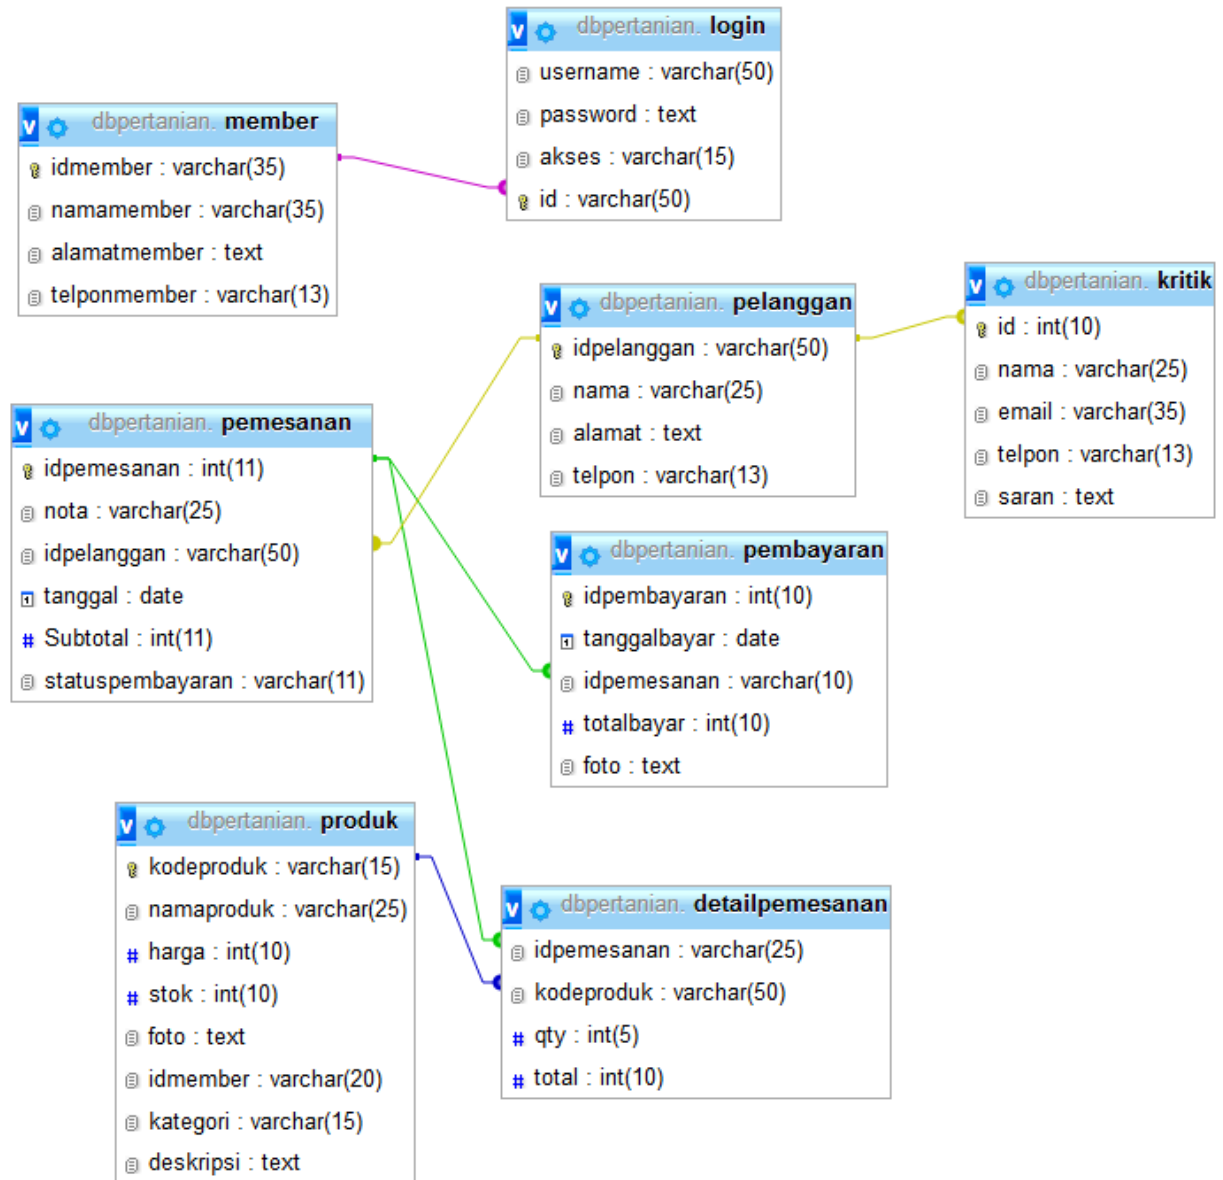 dbpertanian. login
username : varchar(50)
password : text
akses : varchar(15)
id : varchar(50)
dbpertanian. member
idmember : varchar(35)
namamember : varchar(35)
alamatmember : text
telponmember : varchar(13)
dbpertanian. pelanggan
idpelanggan : varchar(50)
nama : varchar(25)
alamat : text
telpon : varchar(13)
dbpertanian. kritik
id : int(10)
nama : varchar(25)
email : varchar(35)
telpon : varchar(13)
saran : text
dbpertanian. pemesanan
idpemesanan : int(11)
nota : varchar(25)
idpelanggan : varchar(50)
tanggal : date
Subtotal : int(11)
statuspembayaran : varchar(11)
dbpertanian. pembayaran
idpembayaran : int(10)
tanggalbayar : date
idpemesanan : varchar(10)
totalbayar : int(10)
foto : text
dbpertanian. produk
kodeproduk : varchar(15)
namaproduk : varchar(25)
harga : int(10)
stok : int(10)
foto : text
idmember : varchar(20)
kategori : varchar(15)
deskripsi : text
dbpertanian. detailpemesanan
idpemesanan : varchar(25)
kodeproduk : varchar(50)
qty : int(5)
total : int(10)